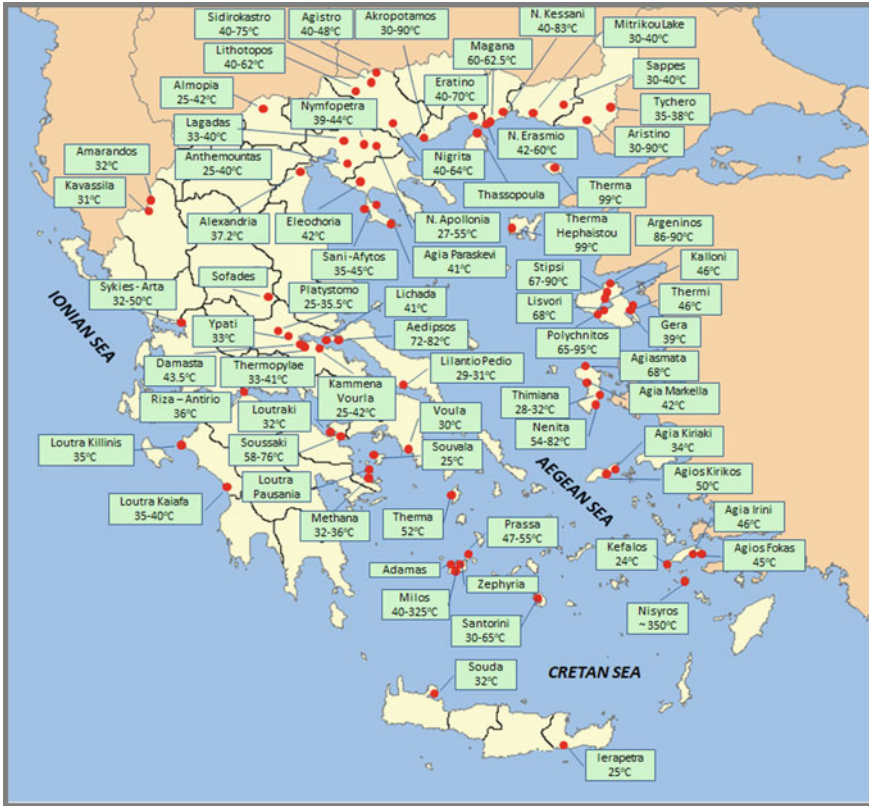 Sidirokastro
40-75°C
Agistro
40-48°C
Akropotamos
30-90°C
N. Kessani
40-83°C
Mitrikou Lake
30-40°C
Lithotopos
40-62°C
Magana
60-62.5°C
Sappes
30-40°C
Almopia
25-42°C
Eratino
40-70°C
Nymfopetra
39-44°C
Tychero
35-38°C
Lagadas
33-40°C
N. Erasmio
42-60°C
Aristino
30-90°C
Amarandos
32°C
Anthemountas
25-40°C
Nigrita
40-64°C
Kavassila
31°C
Thassopoula
Therma
99°C
Alexandria
37.2°C
Eleochoria
42°C
N. Apollonia
27-55°C
Therma
Hephaistou
99°C
Argeninos
86-90°C
Sani-Afytos
35-45°C
Agia Paraskevi
41°C
Kalloni
46°C
Stipsi
67-90°C
Sykies-Arta
32-50°C
Sofades
Platystomo
25-35.5°C
Lichada
41°C
Lisvori
68°C
Thermi
46°C
IONIAN SEA
Ypati
33°C
Aedipsos
72-82°C
Polychnitos
65-95°C
Gera
39°C
Damasta
43.5°C
Thermopylae
33-41°C
Lilantio Pedio
29-31°C
Agiasmata
68°C
Riza – Antirio
36°C
Kammena
Vourla
25-42°C
Thimiana
28-32°C
Agia Markella
42°C
Loutraki
32°C
Voula
30°C
Nenita
54-82°C
Loutra Killinis
35°C
Soussaki
58-76°C
Souvala
25°C
Agia Kiriaki
34°C
AEGEAN SEA
Loutra
Pausania
Agios Kirikos
50°C
Loutra Kaiafa
35-40°C
Methana
32-36°C
Therma
52°C
Prassa
47-55°C
Agia Irini
46°C
Kefalos
24°C
Agios Fokas
45°C
Adamas
Zephyria
Milos
40-325°C
Santorini
30-65°C
Nisyros
~ 350°C
Souda
32°C
CRETAN SEA
Ierapetra
25°C